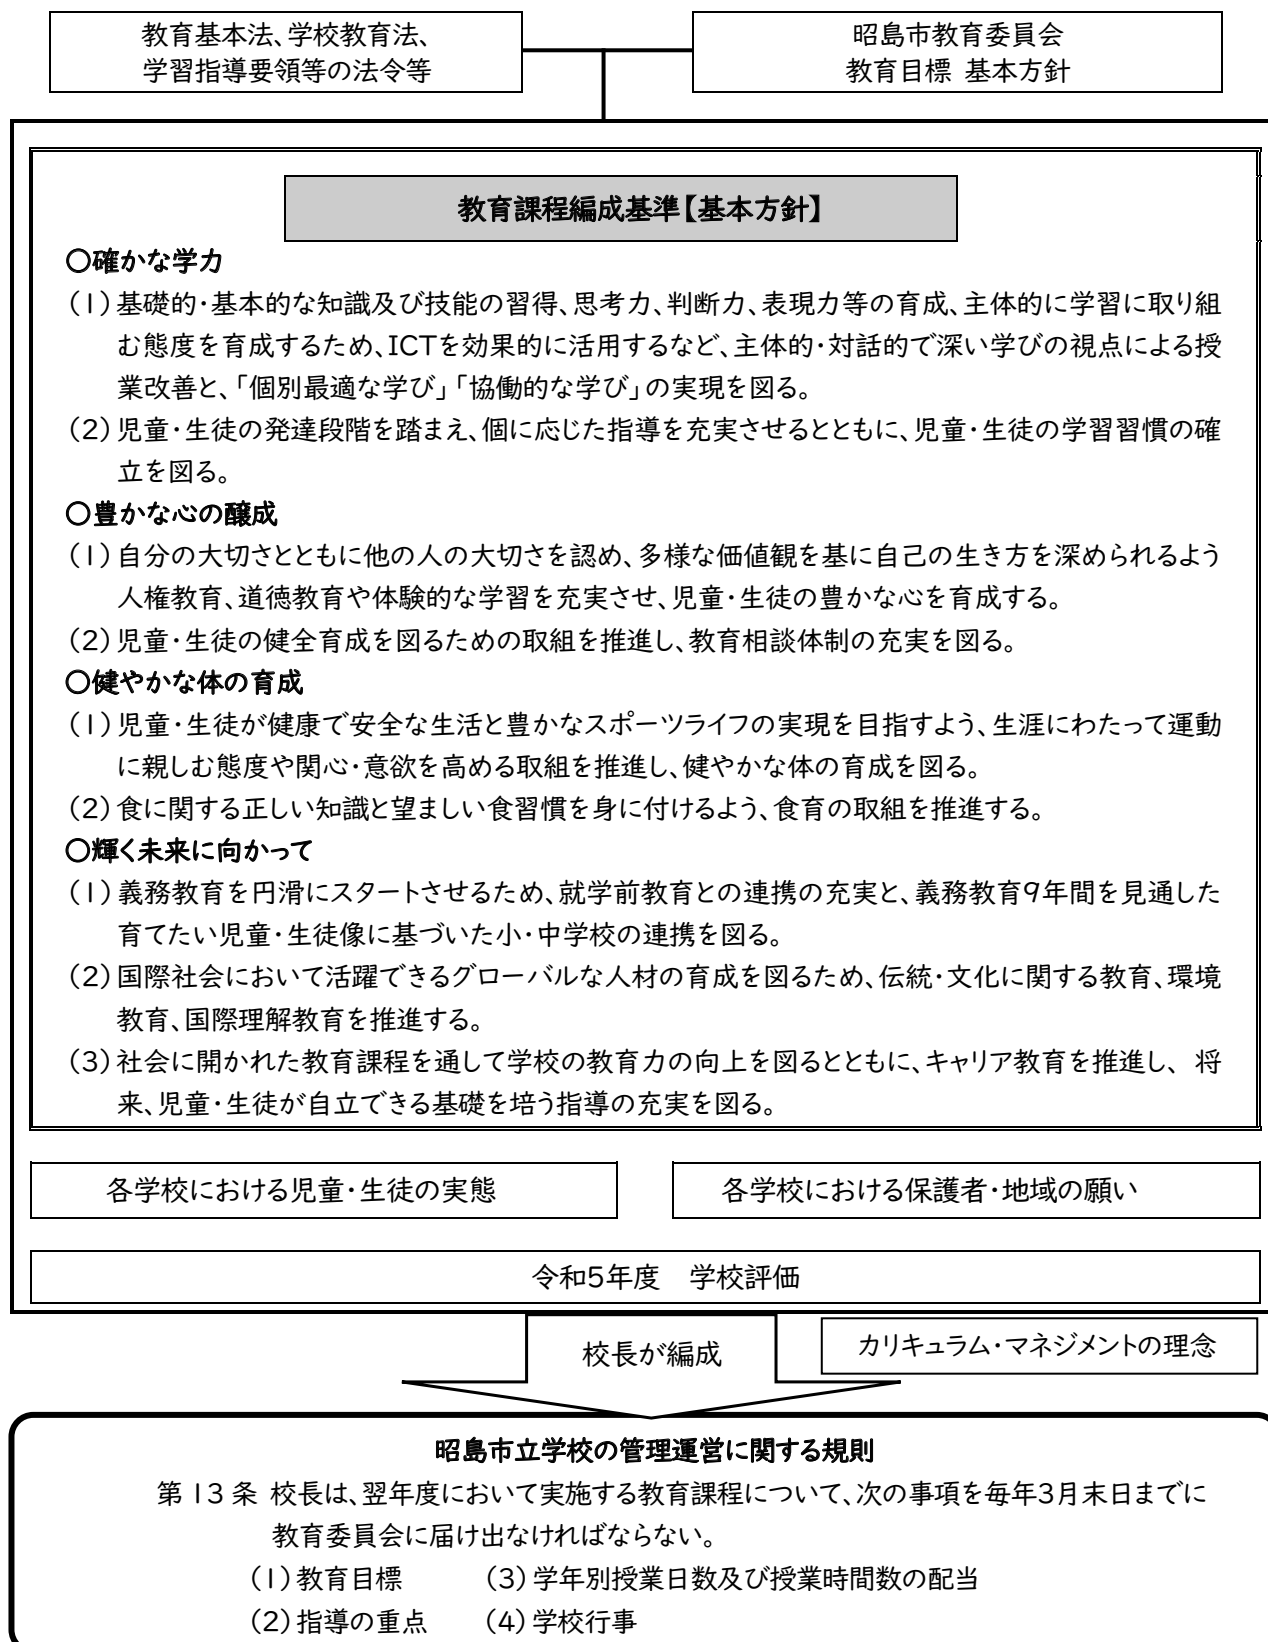 教育基本法、学校教育法、
学習指導要領等の法令等
昭島市教育委員会
教育目標 基本方針
教育課程編成基準【基本方針】
○確かな学力
(1)基礎的・基本的な知識及び技能の習得、思考力、判断力、表現力等の育成、主体的に学習に取り組
む態度を育成するため、ICTを効果的に活用するなど、主体的・対話的で深い学びの視点による授
業改善と、「個別最適な学び」「協働的な学び」の実現を図る。
(2)児童・生徒の発達段階を踏まえ、個に応じた指導を充実させるとともに、児童・生徒の学習習慣の確
立を図る。
○豊かな心の醸成
(1)自分の大切さとともに他の人の大切さを認め、多様な価値観を基に自己の生き方を深められるよう
人権教育、道徳教育や体験的な学習を充実させ、児童・生徒の豊かな心を育成する。
(2)児童・生徒の健全育成を図るための取組を推進し、教育相談体制の充実を図る。
○健やかな体の育成
(1)児童・生徒が健康で安全な生活と豊かなスポーツライフの実現を目指すよう、生涯にわたって運動
に親しむ態度や関心・意欲を高める取組を推進し、健やかな体の育成を図る。
(2)食に関する正しい知識と望ましい食習慣を身に付けるよう、食育の取組を推進する。
○輝く未来に向かって
(1)義務教育を円滑にスタートさせるため、就学前教育との連携の充実と、義務教育9年間を見通した
育てたい児童・生徒像に基づいた小・中学校の連携を図る。
(2)国際社会において活躍できるグローバルな人材の育成を図るため、伝統・文化に関する教育、環境
教育、国際理解教育を推進する。
(3)社会に開かれた教育課程を通して学校の教育力の向上を図るとともに、キャリア教育を推進し、 将
来、児童・生徒が自立できる基礎を培う指導の充実を図る。
各学校における児童・生徒の実態
各学校における保護者・地域の願い
令和5年度 学校評価
校長が編成
カリキュラム・マネジメントの理念
昭島市立学校の管理運営に関する規則
第13条 校長は、翌年度において実施する教育課程について、次の事項を毎年3月末日までに
教育委員会に届け出なければならない。
(1)教育目標 (3)学年別授業日数及び授業時間数の配当
(2)指導の重点 (4)学校行事